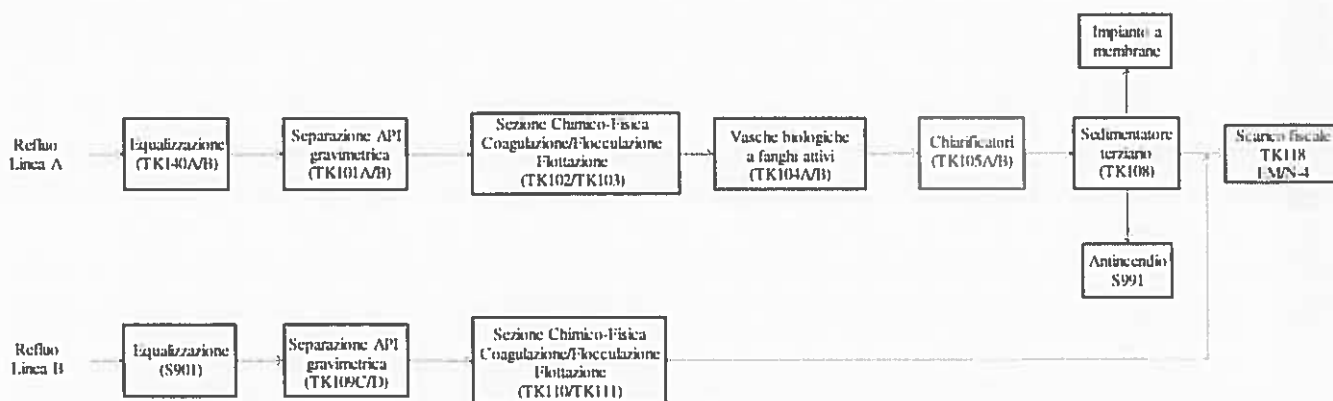 Impianto a
membrane
Refluo
Linea A
Equalizzazione
(TK140A/B)
Separazione API
gravimetrica
(TK101A/B)
Sezione Chimico-Fisica
Coagulazione/Flocculazione
Flottazione
(TK102/TK103)
Vasche biologiche
a fanghi attivi
(TK104A/B)
Chiarificatori
(TK105A/B)
Sedimentatore
terziario
(TK108)
Scarico fiscale
TK118
LM/N-4
Antincendio
S991
Refluo
Linea B
Equalizzazione
(S901)
Separazione API
gravimetrica
(TK109C/D)
Sezione Chimico-Fisica
Coagulazione/Flocculazione
Flottazione
(TK110/TK111)